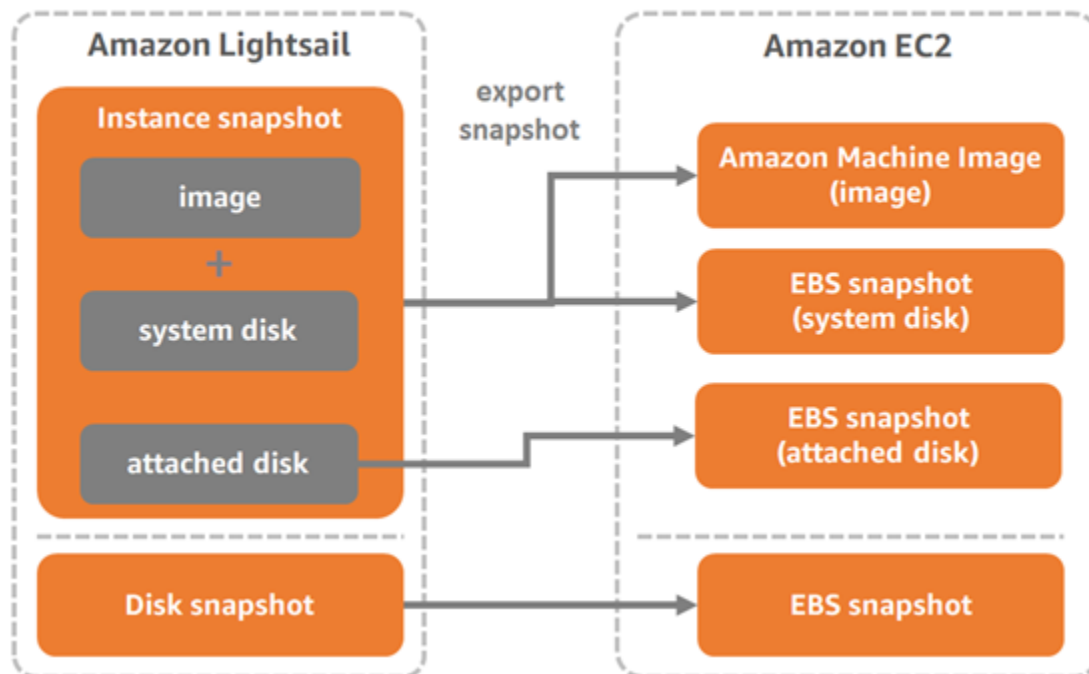 Amazon Lightsail
Instance snapshot
image
+
system disk
attached disk
Disk snapshot
export
snapshot
Amazon EC2
Amazon Machine Image
(image)
EBS snapshot
(system disk)
EBS snapshot
(attached disk)
EBS snapshot